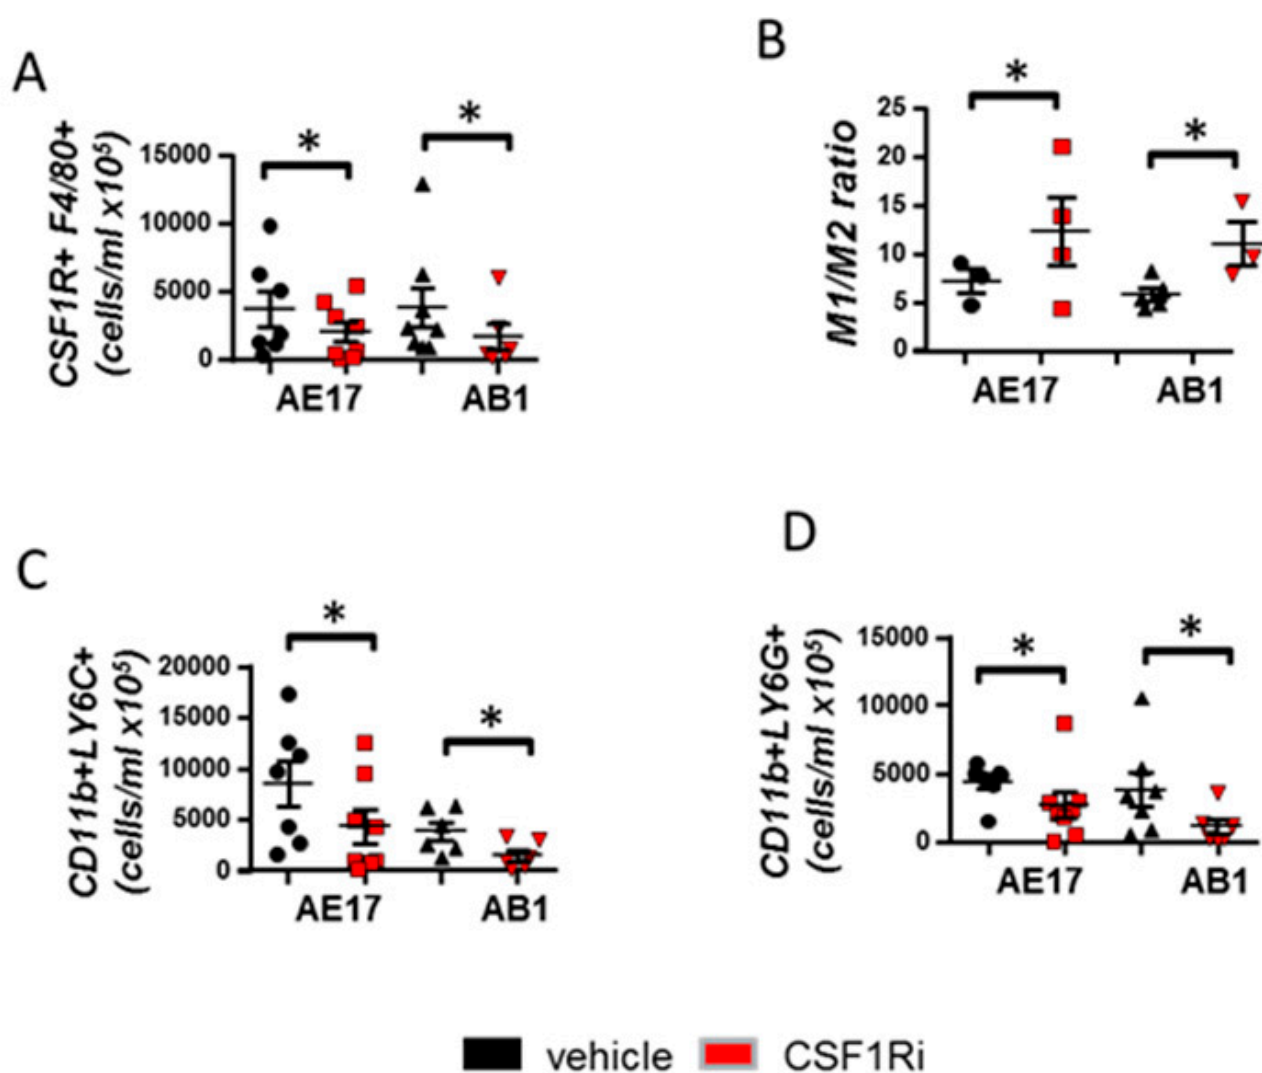 A
CSF1R+ F4/80+
(cells/ml x10⁵)
15000
10000
5000
0
*
*
AE17
AB1
B
M1/M2 ratio
25
20
15
10
5
0
*
*
AE17
AB1
C
CD11b+LY6C+
(cells/ml x10⁵)
20000
15000
10000
5000
0
*
*
AE17
AB1
D
CD11b+LY6G+
(cells/ml x10⁵)
15000
10000
5000
0
*
*
AE17
AB1
vehicle
CSF1Ri